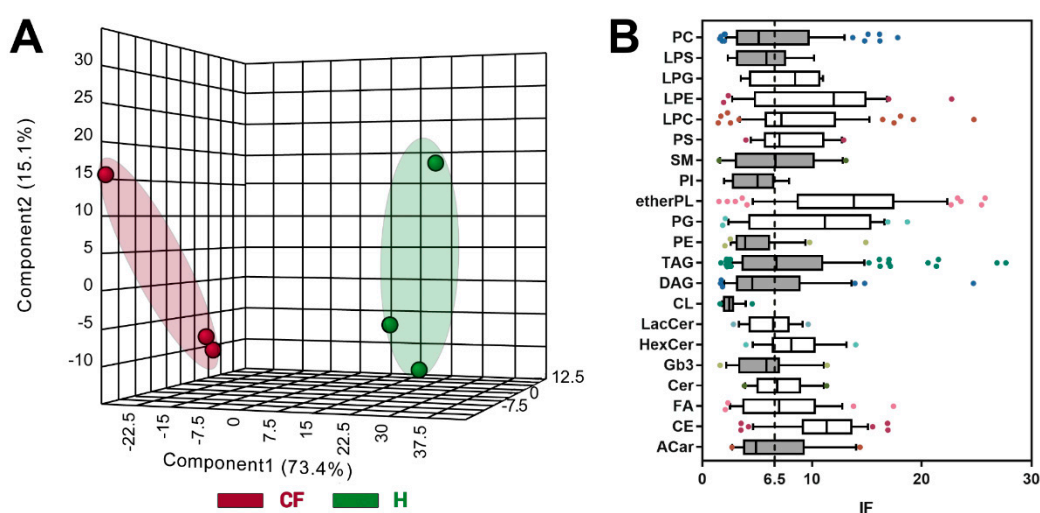 A
30
25
20
15
10
5
0
-5
-10
Component2 (15.1%)
-22.5
-15
-7.5
0
7.5
15
22.5
30
37.5
Component1 (73.4%)
12.5
0
-7.5
CF
H
B
PC
LPS
LPG
LPE
LPC
PS
SM
PI
etherPL
PG
PE
TAG
DAG
CL
LacCer
HexCer
Gb3
Cer
FA
CE
ACar
0
6.5
10
20
30
IF